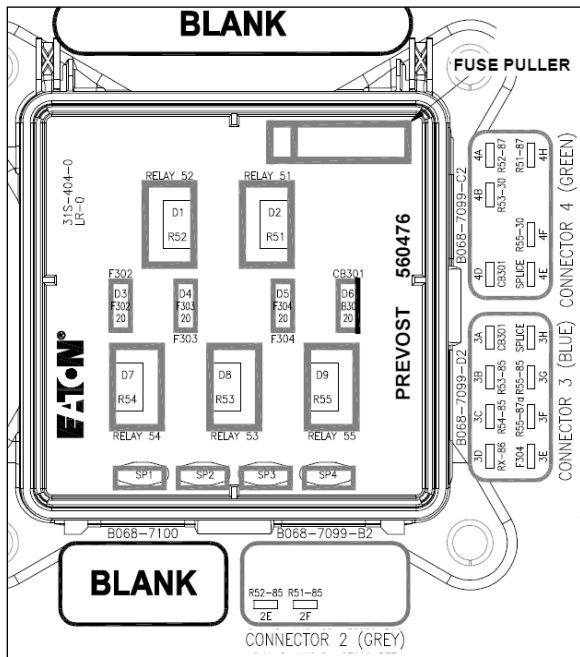 BLANK
FUSE PULLER
31S-404-0
LR-0
RELAY 52
RELAY 51
D1
R52
D2
R51
F302
CB301
D3
F302
20
D4
F303
20
D5
F304
20
D6
B30
20
F303
F304
D7
R54
D8
R53
D9
R55
RELAY 54
RELAY 53
RELAY 55
SP1
SP2
SP3
SP4
EATON®
PREVOST 560476
B068-7099-C2
4A
R52-87
R51-87
4H
4B
R53-30
R55-30
4F
4D
CB301
SPLICE
4E
CONNECTOR 4 (GREEN)
B068-7099-D2
3A
CB301
SPLICE
3H
3B
R53-85
R55-85
3G
3C
R54-85
R55-87a
3F
3D
RX-86
F304
3E
CONNECTOR 3 (BLUE)
B068-7100
B068-7099-B2
BLANK
R52-85
R51-85
2E
2F
CONNECTOR 2 (GREY)